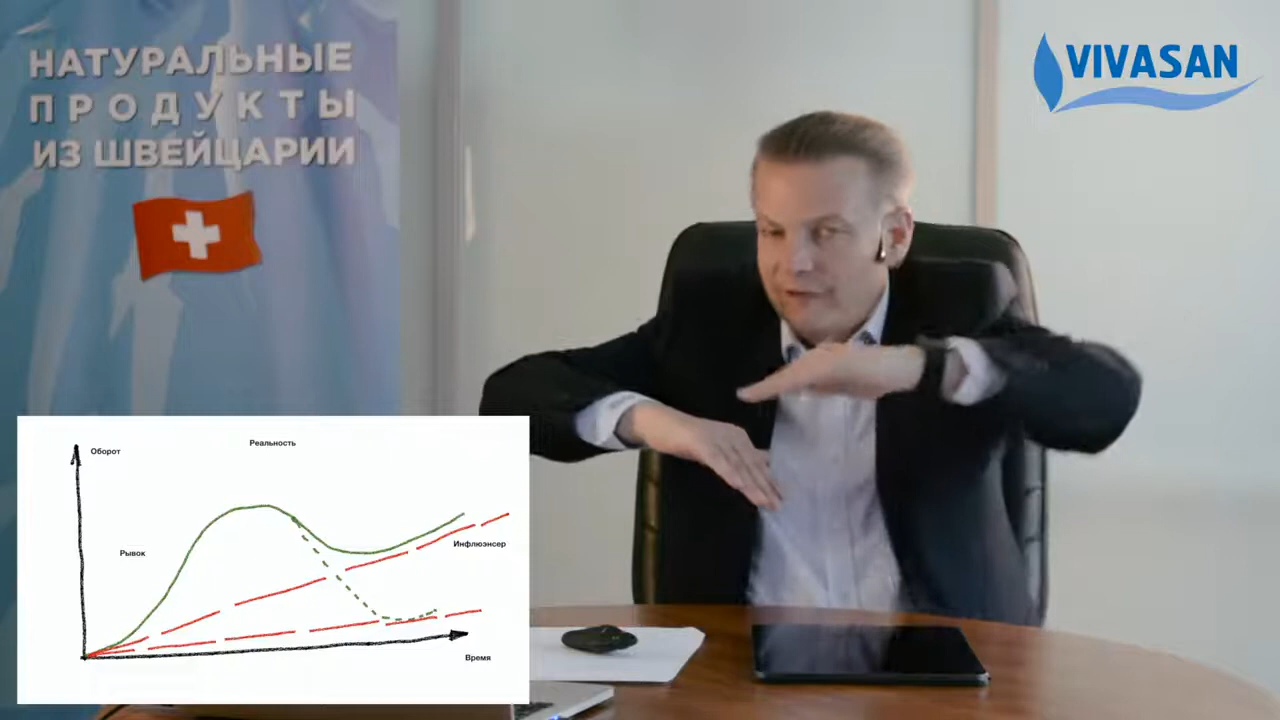 НАТУРАЛЬНЫЕ
ПРОДУКТЫ
ИЗ ШВЕЙЦАРИИ
VIVASAN
Реальность
Оборот
Рывок
Инфлюэнсер
Время